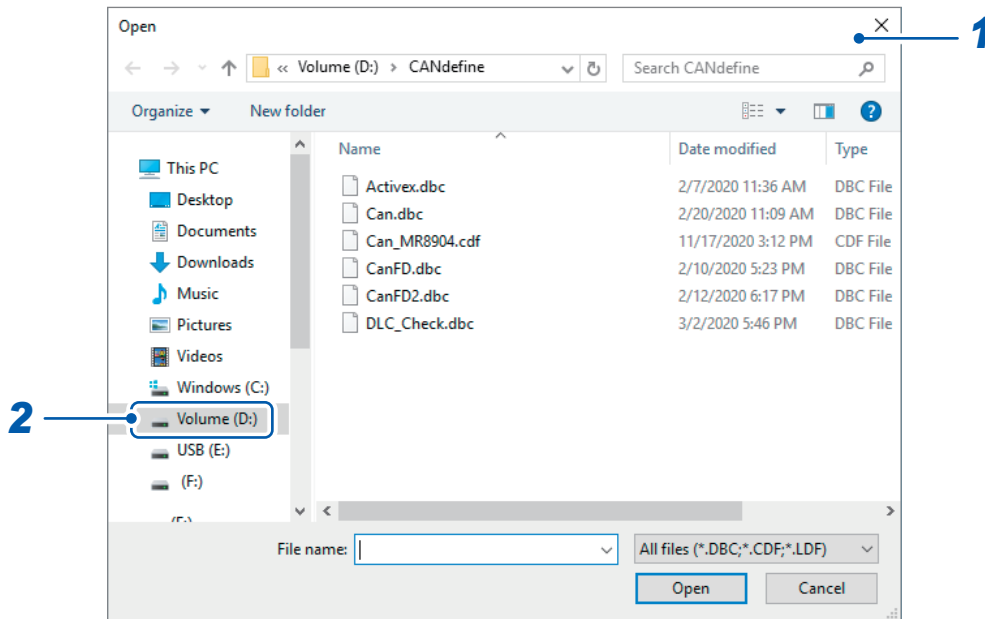 Open
1
« Volume (D:) > CANdefine
Search CANdefine
Organize
New folder
Name
Date modified
Type
This PC
Desktop
Documents
Downloads
Music
Pictures
Videos
Windows (C:)
Volume (D:)
USB (E:)
(F:)
Activex.dbc 2/7/2020 11:36 AM DBC File
Can.dbc 2/20/2020 11:09 AM DBC File
Can_MR8904.cdf 11/17/2020 3:12 PM CDF File
CanFD.dbc 2/10/2020 5:23 PM DBC File
CanFD2.dbc 2/12/2020 6:17 PM DBC File
DLC_Check.dbc 3/2/2020 5:46 PM DBC File
2
File name:
All files (*.DBC;*.CDF;*.LDF)
Open
Cancel